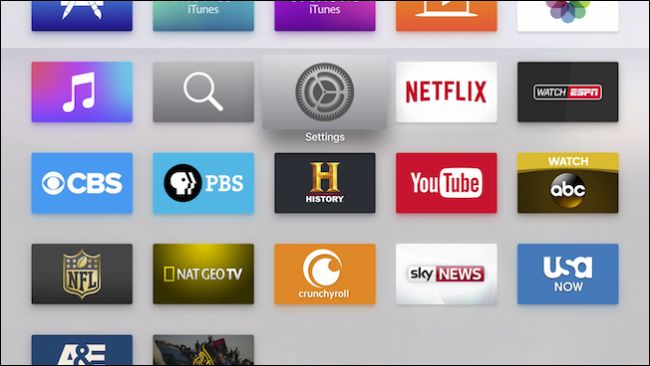 iTunes
iTunes
NETFLIX
WATCH ESPN
Settings
CBS
PBS
H
HISTORY
YouTube
WATCH
abc
NFL
NAT GEO TV
crunchyroll
sky NEWS
usa
NOW
A&E